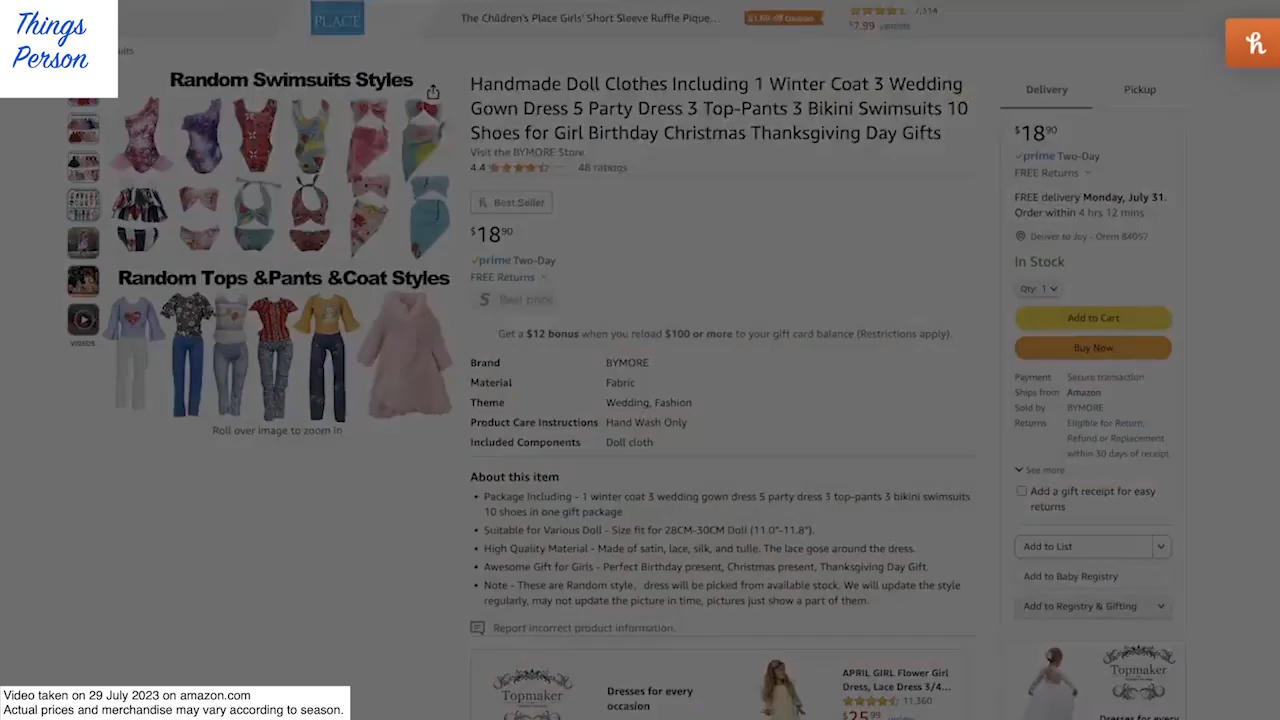 Things
Person
PLACE
The Children's Place Girls' Short Sleeve Ruffle Pique...
$1.69 off coupon
7,514
$7.99
Random Swimsuits Styles
Random Tops &Pants &Coat Styles
VIDEOS
Roll over image to zoom in
Handmade Doll Clothes Including 1 Winter Coat 3 Wedding
Gown Dress 5 Party Dress 3 Top-Pants 3 Bikini Swimsuits 10
Shoes for Girl Birthday Christmas Thanksgiving Day Gifts
Visit the BYMORE Store
4.4 48 ratings
Best Seller
$18 90
prime Two-Day
FREE Returns
Best price
Get a $12 bonus when you reload $100 or more to your gift card balance (Restrictions apply).
Brand BYMORE
Material Fabric
Theme Wedding, Fashion
Product Care Instructions Hand Wash Only
Included Components Doll cloth
About this item
• Package Including - 1 winter coat 3 wedding gown dress 5 party dress 3 top-pants 3 bikini swimsuits
10 shoes in one gift package
• Suitable for Various Doll - Size fit for 28CM-30CM Doll (11.0"-11.8").
• High Quality Material - Made of satin, lace, silk, and tulle. The lace gose around the dress.
• Awesome Gift for Girls - Perfect Birthday present, Christmas present, Thanksgiving Day Gift.
• Note - These are Random style, dress will be picked from available stock. We will update the style
regularly, may not update the picture in time, pictures just show a part of them.
Report incorrect product information.
Topmaker
Dresses for every
occasion
APRIL GIRL Flower Girl
Dress, Lace Dress 3/4...
11,360
$25 99
Delivery Pickup
$18 90
prime Two-Day
FREE Returns
FREE delivery Monday, July 31.
Order within 4 hrs 12 mins
Deliver to Joy - Orem 84057
In Stock
Qty: 1
Add to Cart
Buy Now
Payment Secure transaction
Ships from Amazon
Sold by BYMORE
Returns Eligible for Return,
Refund or Replacement
within 30 days of receipt
See more
Add a gift receipt for easy
returns
Add to List
Add to Baby Registry
Add to Registry & Gifting
Topmaker
Dresses for every
Video taken on 29 July 2023 on amazon.com
Actual prices and merchandise may vary according to season.